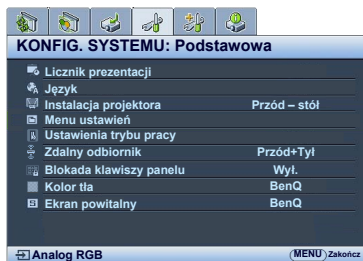 KONFIG. SYSTEMU: Podstawowa
Licznik prezentacji
Język
Instalacja projektora Przód – stół
Menu ustawień
Ustawienia trybu pracy
Zdalny odbiornik Przód+Tył
Blokada klawiszy panelu Wył.
Kolor tła BenQ
Ekran powitalny BenQ
Analog RGB MENU Zakończ